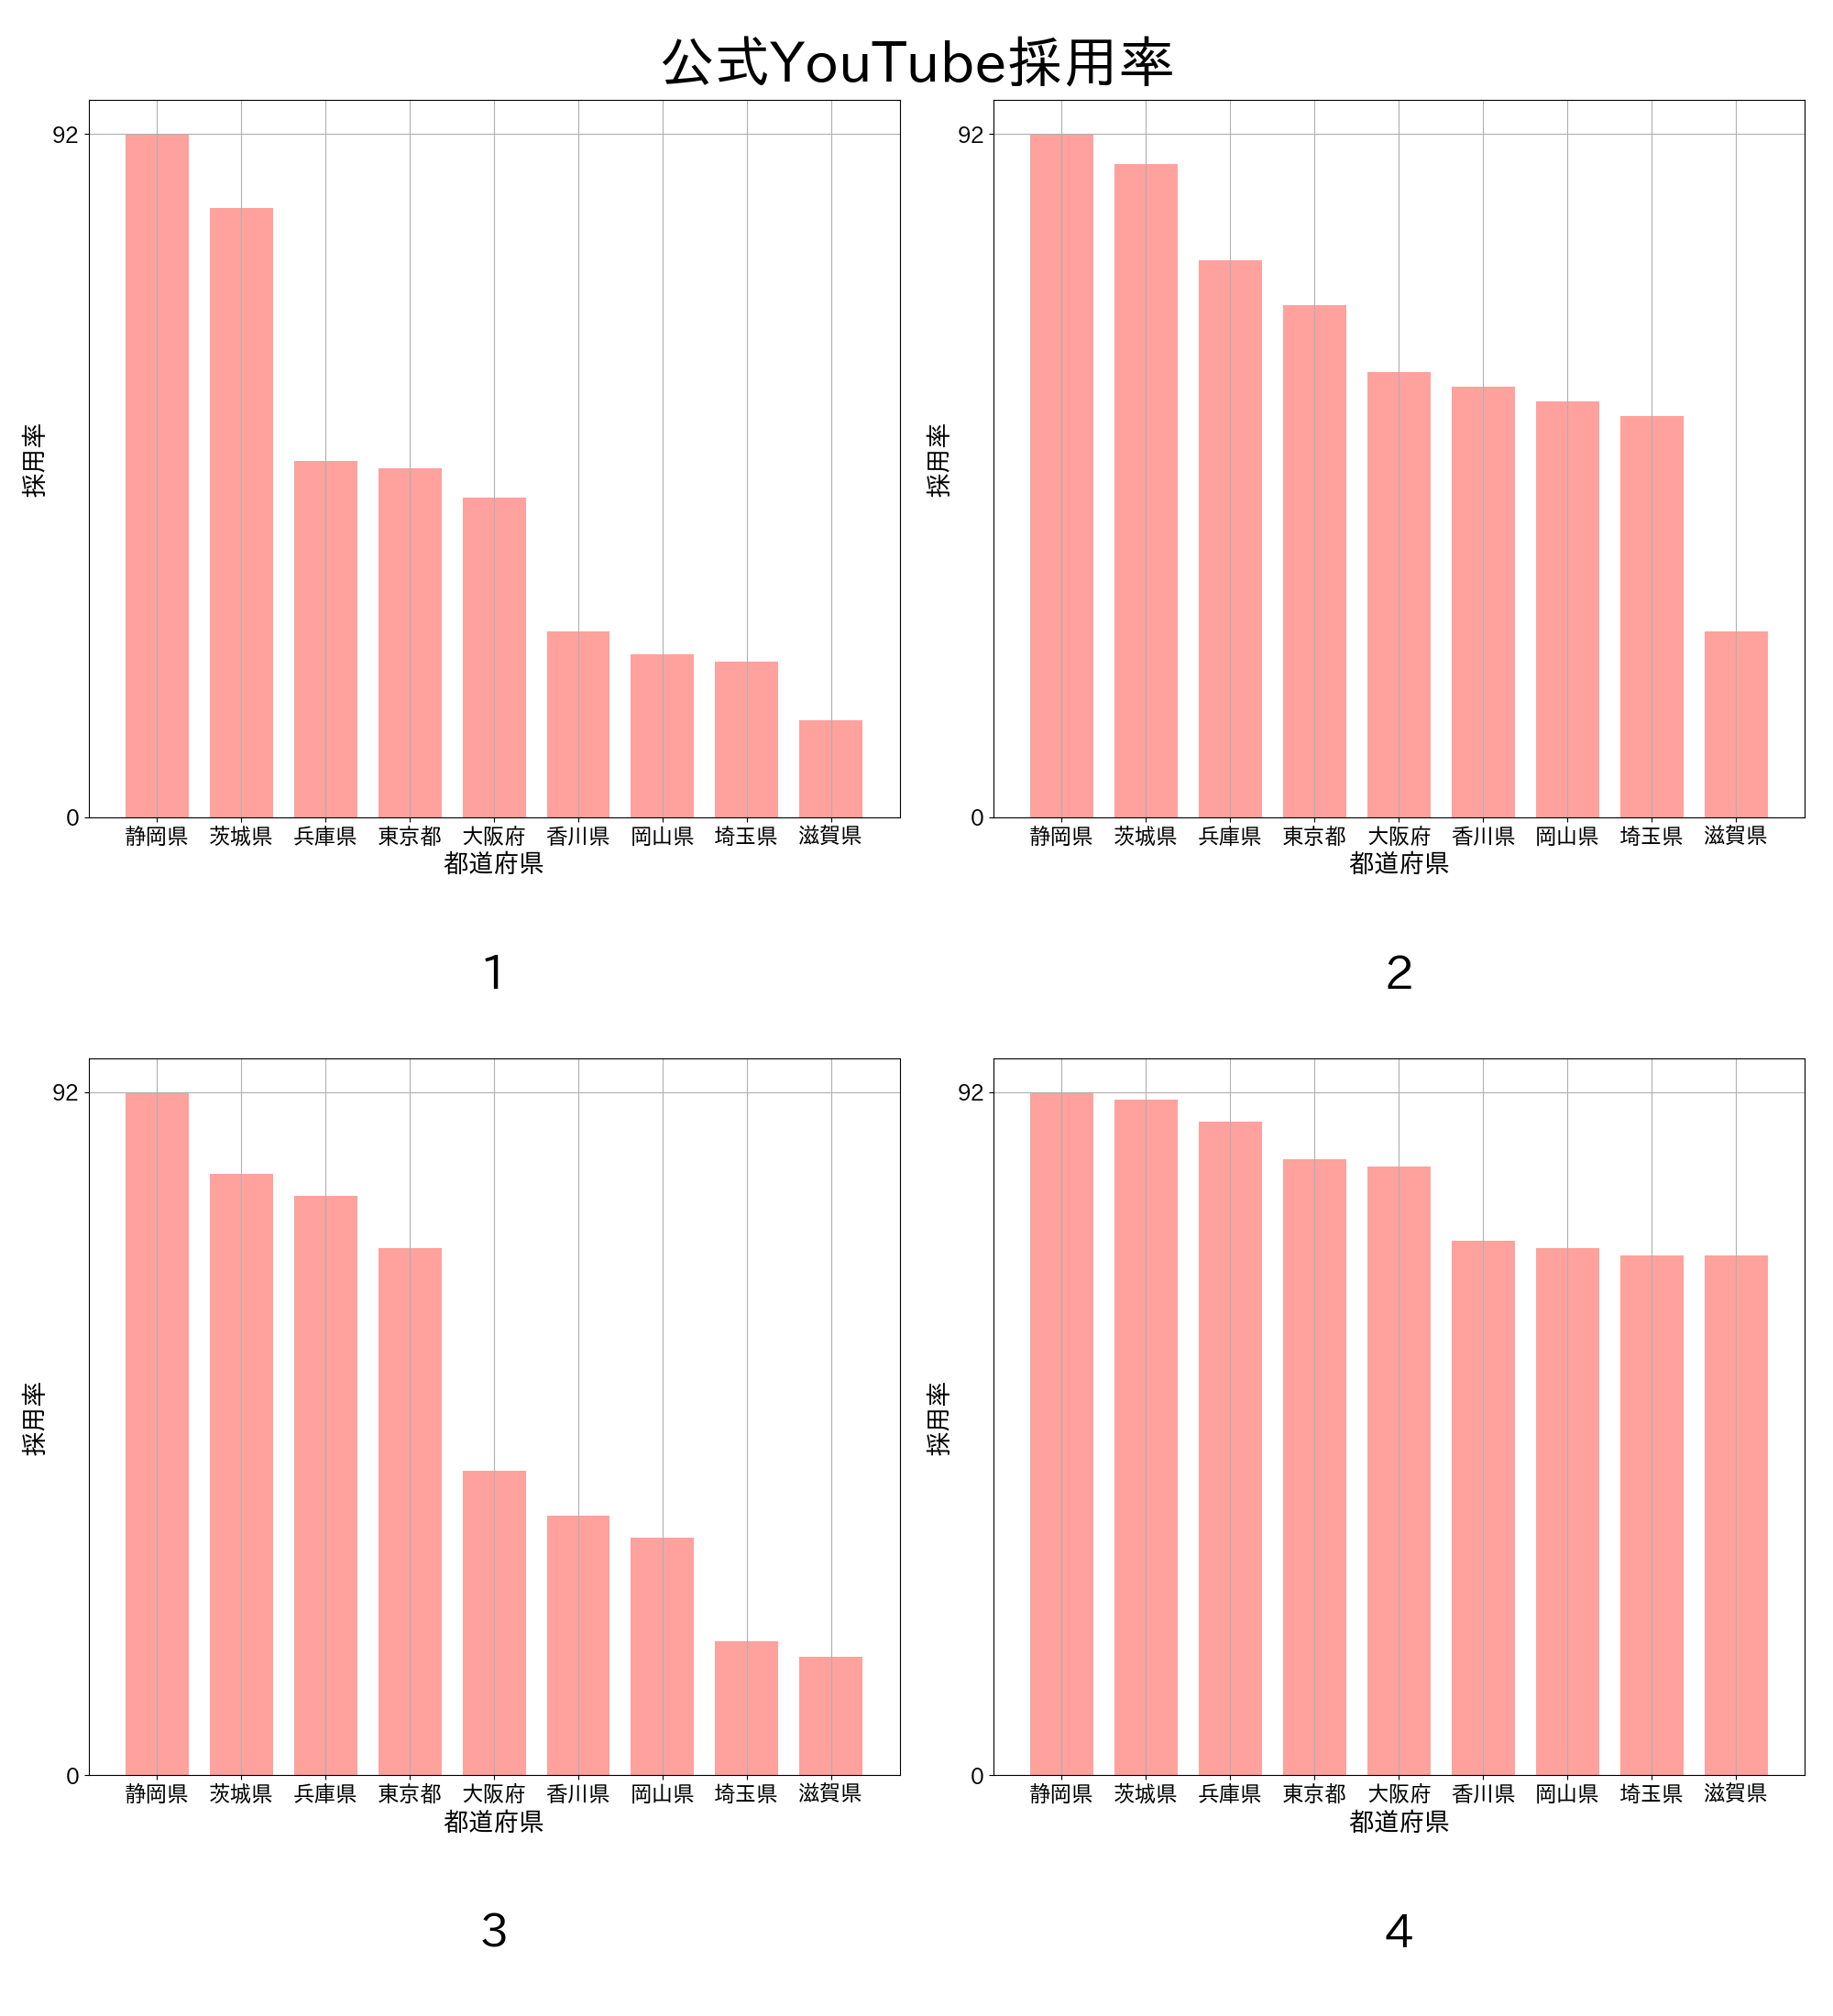 公式YouTube採用率
92
0
採用率
静岡県 茨城県 兵庫県 東京都 大阪府 香川県 岡山県 埼玉県 滋賀県
都道府県
1
92
0
採用率
静岡県 茨城県 兵庫県 東京都 大阪府 香川県 岡山県 埼玉県 滋賀県
都道府県
2
92
0
採用率
静岡県 茨城県 兵庫県 東京都 大阪府 香川県 岡山県 埼玉県 滋賀県
都道府県
3
92
0
採用率
静岡県 茨城県 兵庫県 東京都 大阪府 香川県 岡山県 埼玉県 滋賀県
都道府県
4